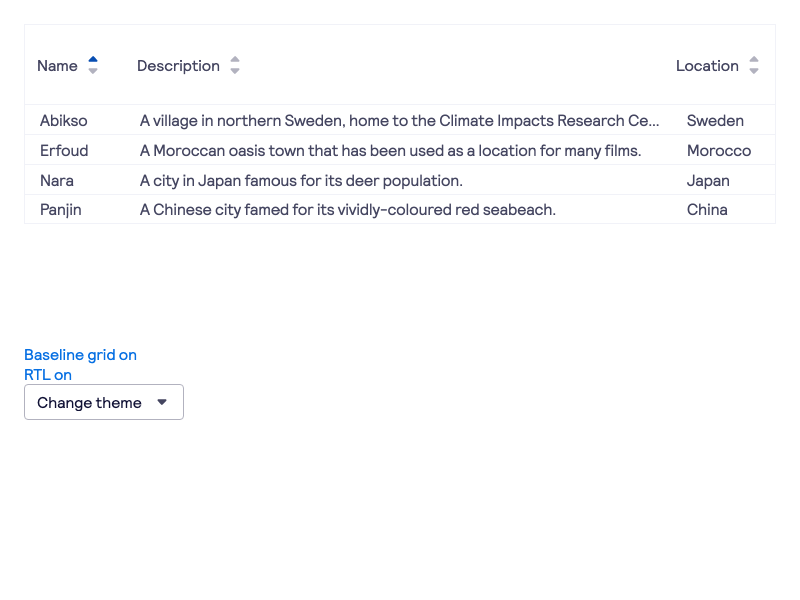 Name Description Location
Abikso A village in northern Sweden, home to the Climate Impacts Research Ce... Sweden
Erfoud A Moroccan oasis town that has been used as a location for many films. Morocco
Nara A city in Japan famous for its deer population. Japan
Panjin A Chinese city famed for its vividly-coloured red seabeach. China
Baseline grid on
RTL on
Change theme